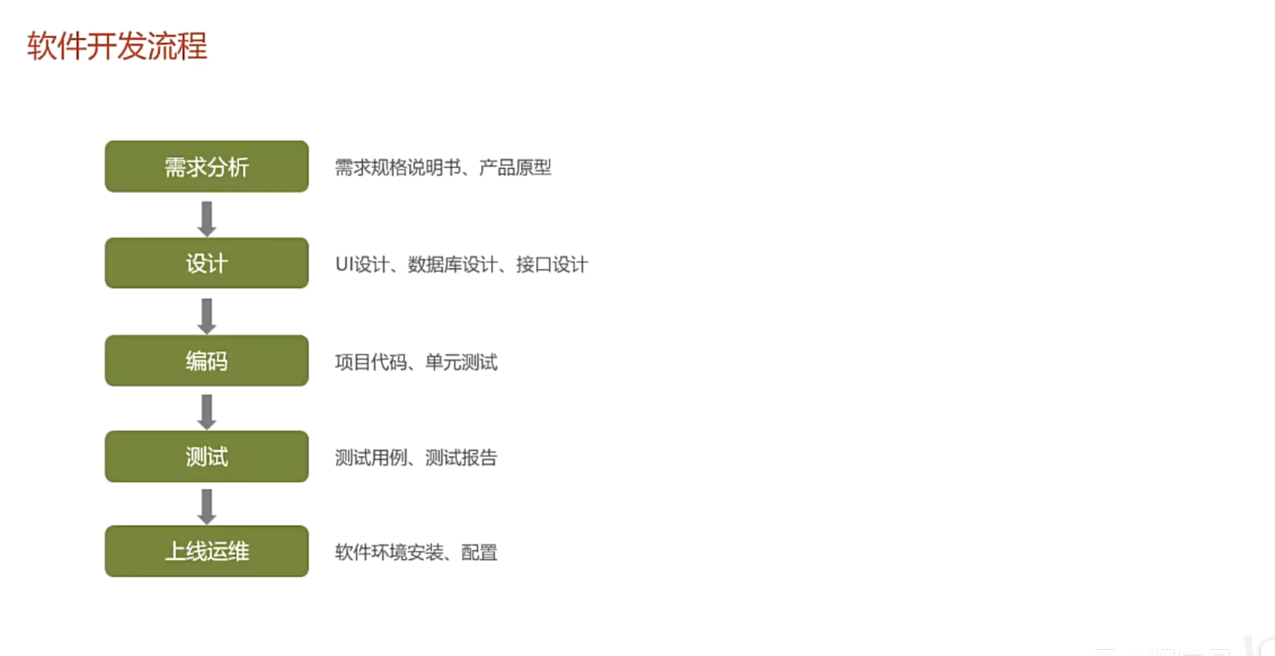 软件开发流程
需求分析
需求规格说明书、产品原型
设计
UI设计、数据库设计、接口设计
编码
项目代码、单元测试
测试
测试用例、测试报告
上线运维
软件环境安装、配置